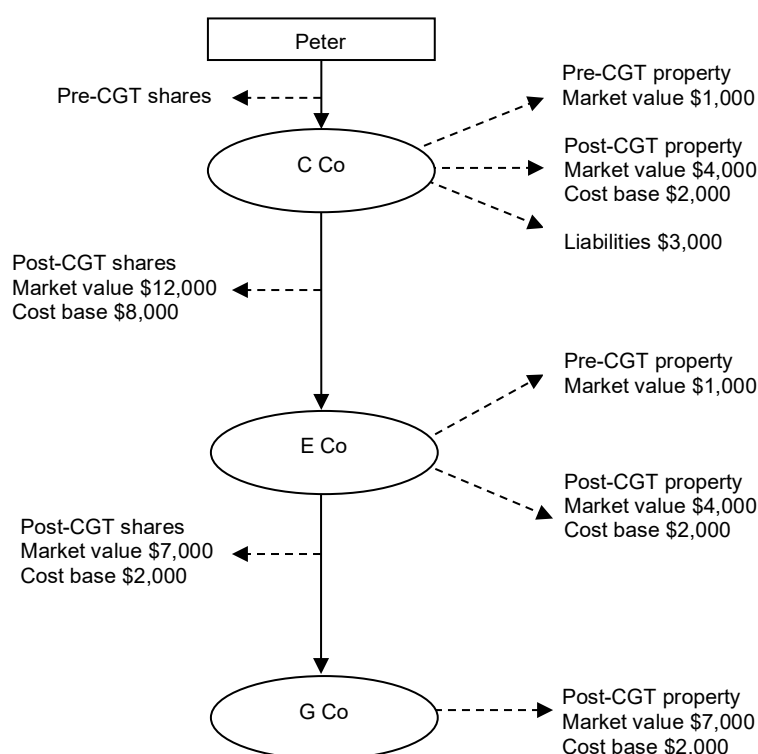 Peter
Pre-CGT shares
Pre-CGT property
Market value $1,000
C Co
Post-CGT property
Market value $4,000
Cost base $2,000
Liabilities $3,000
Post-CGT shares
Market value $12,000
Cost base $8,000
Pre-CGT property
Market value $1,000
E Co
Post-CGT property
Market value $4,000
Cost base $2,000
Post-CGT shares
Market value $7,000
Cost base $2,000
G Co
Post-CGT property
Market value $7,000
Cost base $2,000